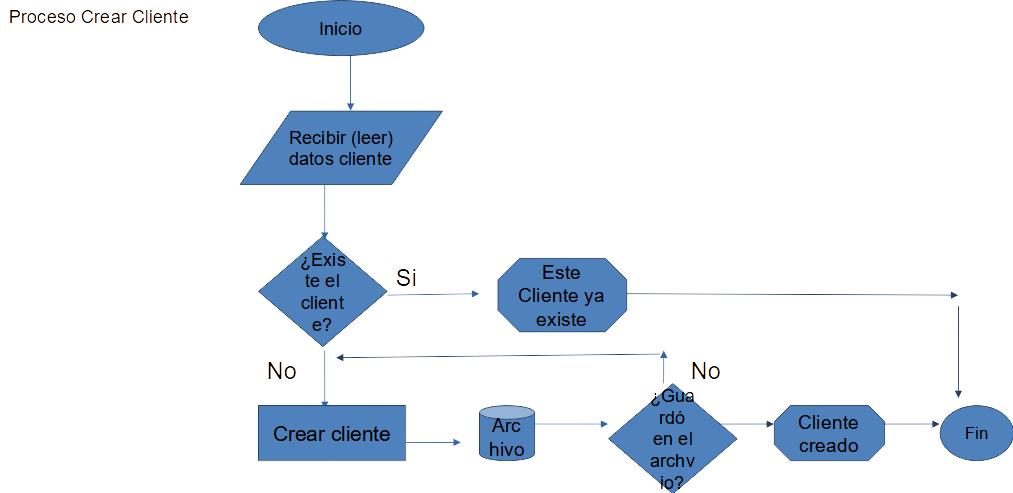 Proceso Crear Cliente
Inicio
Recibir (leer)
datos cliente
¿Exis
te el
client
e?
Si
Este
Cliente ya
existe
No
Crear cliente
Arc
hivo
No
¿Gua
rdó
en el
archv
io?
Cliente
creado
Fin